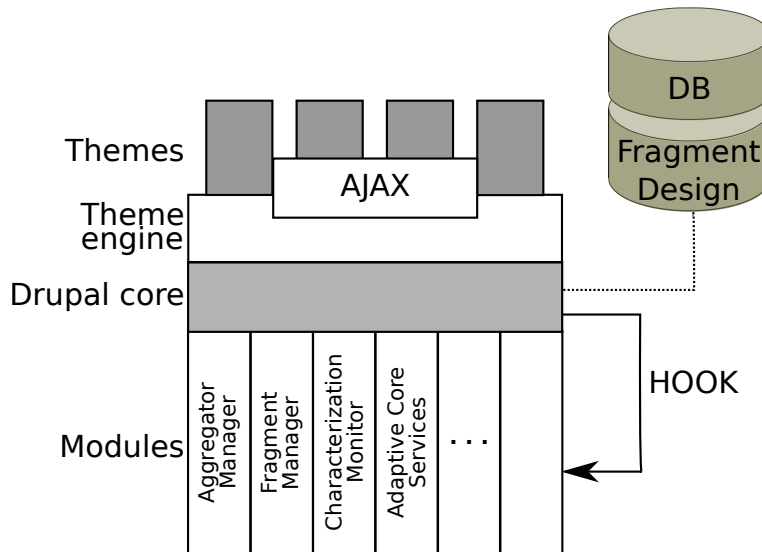 DB
Fragment
Design
Themes
AJAX
Theme
engine
Drupal core
HOOK
Modules
Aggregator
Manager
Fragment
Manager
Characterization
Monitor
Adaptive Core
Services
...